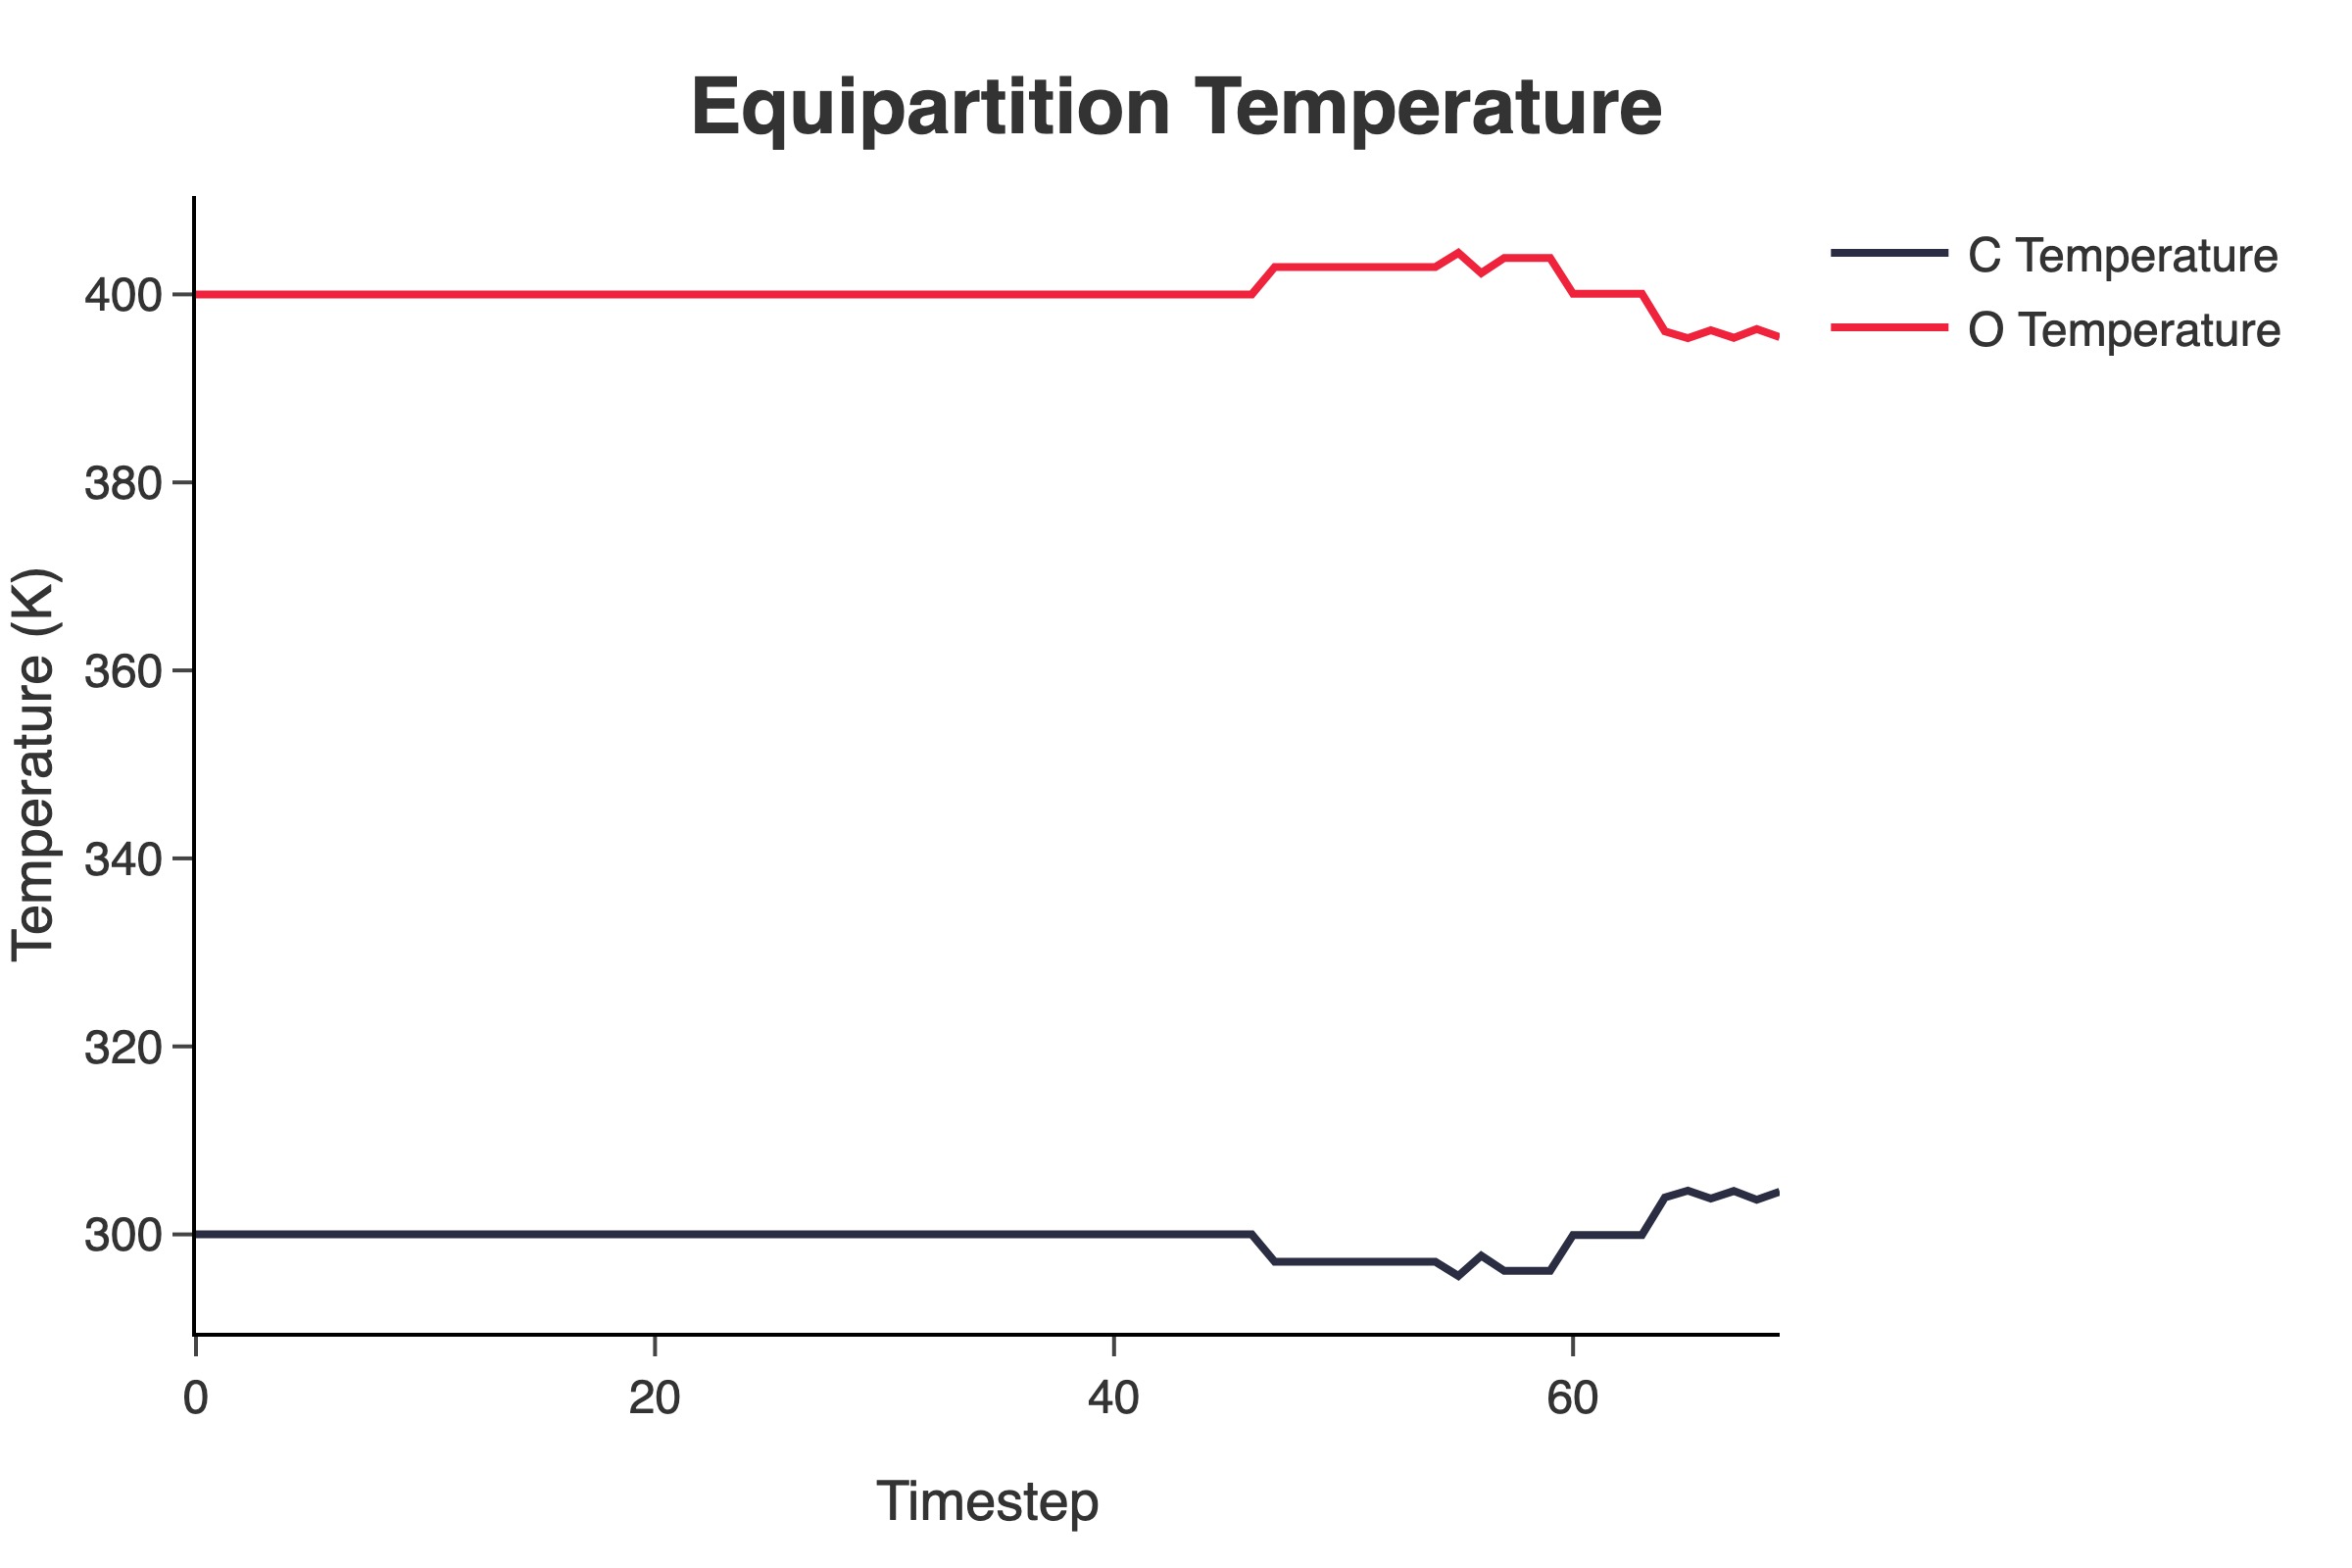 Equipartition Temperature
C Temperature
O Temperature
400
380
360
340
320
300
Temperature (K)
0 20 40 60
Timestep